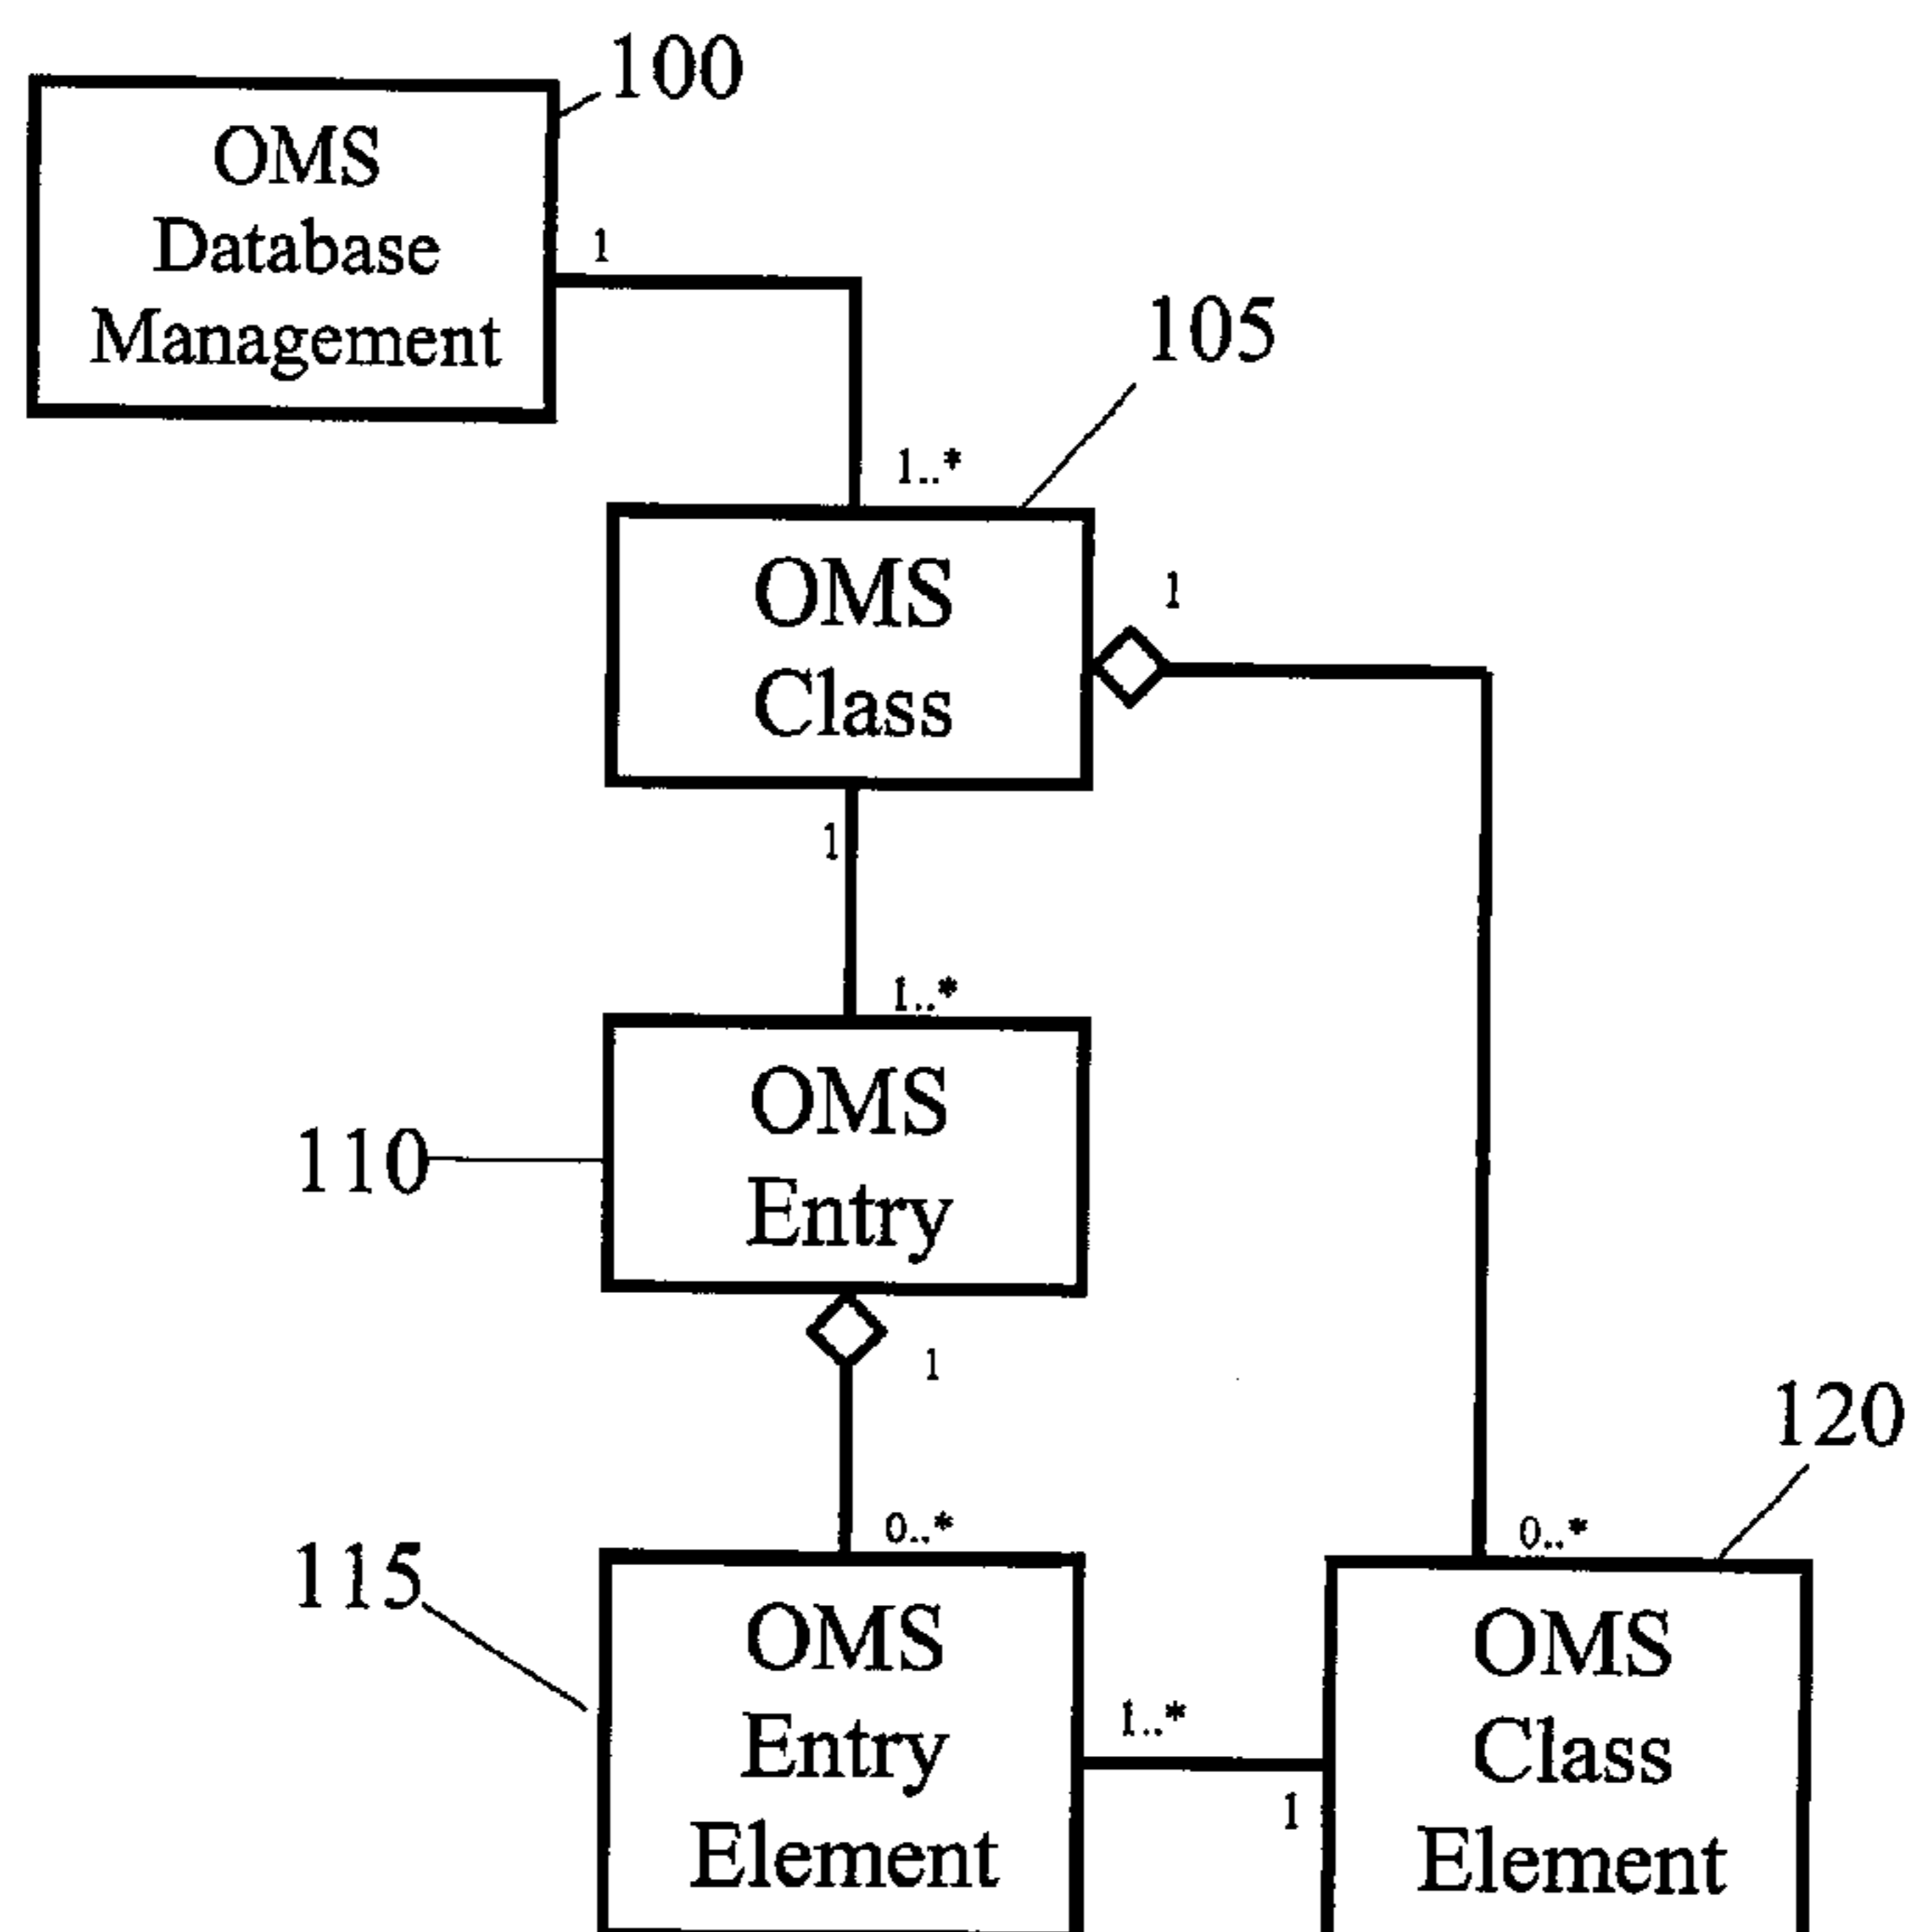 100
OMS
Database
Management
1
105
1..*
OMS
Class
1
1
1..*
OMS
Entry
110
1
120
0..*
0..*
115
OMS
Entry
Element
1..*
1
OMS
Class
Element